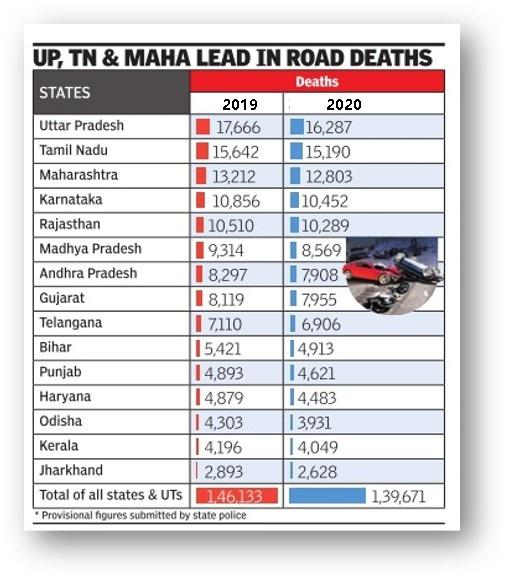 UP, TN & MAHA LEAD IN ROAD DEATHS
STATES Deaths
2019 2020
Uttar Pradesh 17,666 16,287
Tamil Nadu 15,642 15,190
Maharashtra 13,212 12,803
Karnataka 10,856 10,452
Rajasthan 10,510 10,289
Madhya Pradesh 9,314 8,569
Andhra Pradesh 8,297 7,908
Gujarat 8,119 7,955
Telangana 7,110 6,906
Bihar 5,421 4,913
Punjab 4,893 4,621
Haryana 4,879 4,483
Odisha 4,303 3,931
Kerala 4,196 4,049
Jharkhand 2,893 2,628
Total of all states & UTs 1,46,133 1,39,671
* Provisional figures submitted by state police